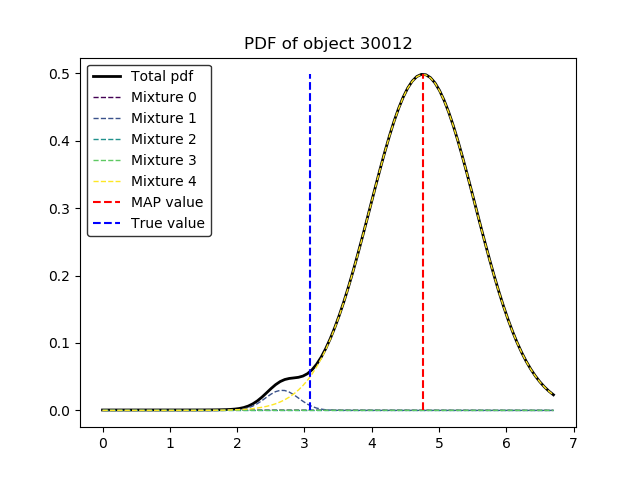 PDF of object 30012
Total pdf
Mixture 0
Mixture 1
Mixture 2
Mixture 3
Mixture 4
MAP value
True value
0.5
0.4
0.3
0.2
0.1
0.0
0 1 2 3 4 5 6 7